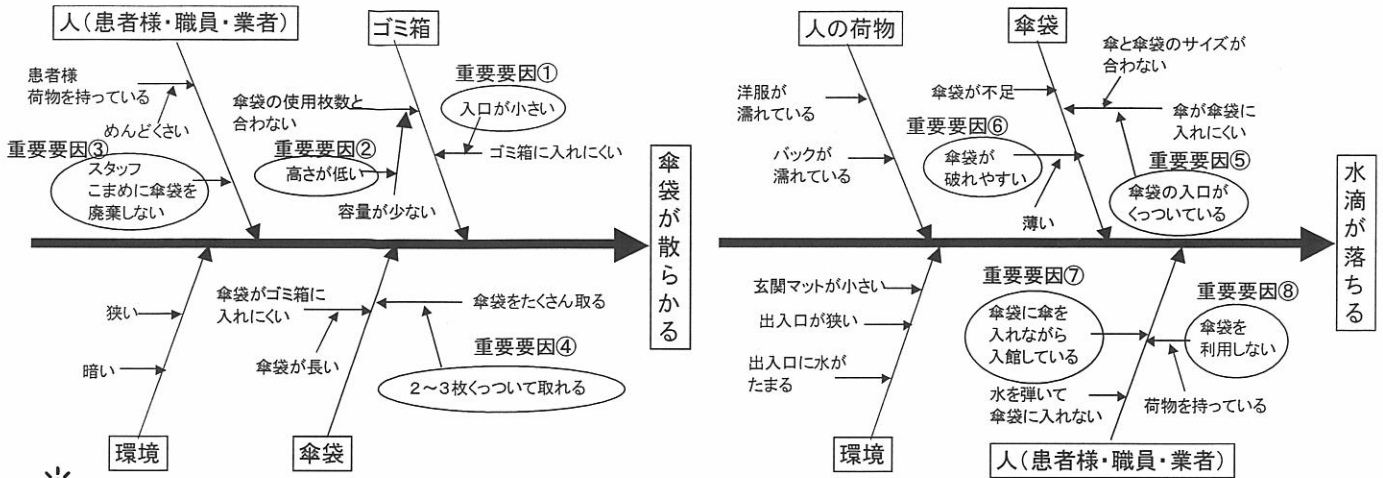 人(患者様・職員・業者)
ゴミ箱
患者様
荷物を持っている
めんどくさい
重要要因③
スタッフ
こまめに傘袋を
廃棄しない
傘袋の使用枚数と
合わない
重要要因①
入口が小さい
ゴミ箱に入れにくい
重要要因②
高さが低い
容量が少ない
傘袋が散らかる
狭い
暗い
環境
傘袋がゴミ箱に
入れにくい
傘袋が長い
傘袋をたくさん取る
重要要因④
2～3枚くっついて取れる
傘袋
人の荷物
傘袋
洋服が
濡れている
バックが
濡れている
傘袋が不足
重要要因⑥
傘袋が
破れやすい
薄い
傘と傘袋のサイズが
合わない
傘が傘袋に
入れにくい
重要要因⑤
傘袋の入口が
くっついている
水滴が落ちる
玄関マットが小さい
出入口が狭い
出入口に水が
たまる
環境
重要要因⑦
傘袋に傘を
入れながら
入館している
水を弾いて
傘袋に入れない
重要要因⑧
傘袋を
利用しない
荷物を持っている
人(患者様・職員・業者)